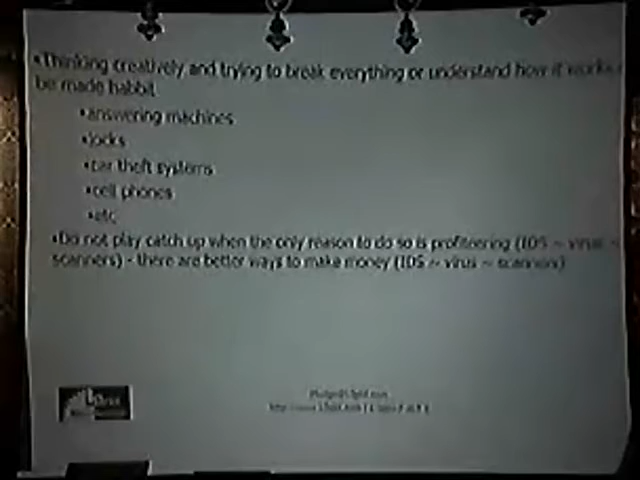 •Thinking creatively and trying to break everything or understand how it works
be made habbit
•answering machines
•locks
•car theft systems
•cell phones
•etc
•Do not play catch up when the only reason to do so is profiteering (IDS ~ virus ~
scanners) - there are better ways to make money (IDS ~ virus ~ scanners)